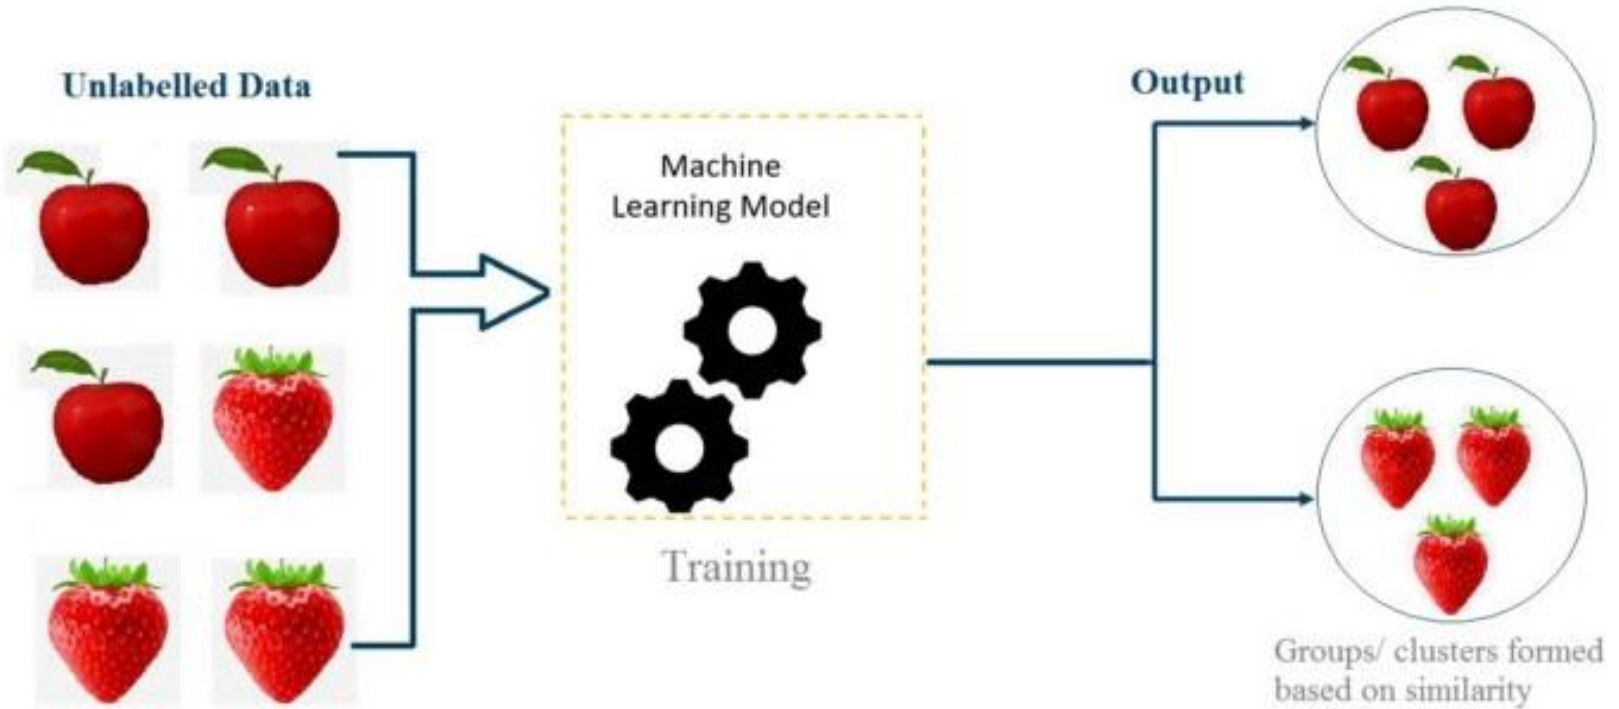 Unlabelled Data
Machine
Learning Model
Training
Output
Groups/ clusters formed
based on similarity